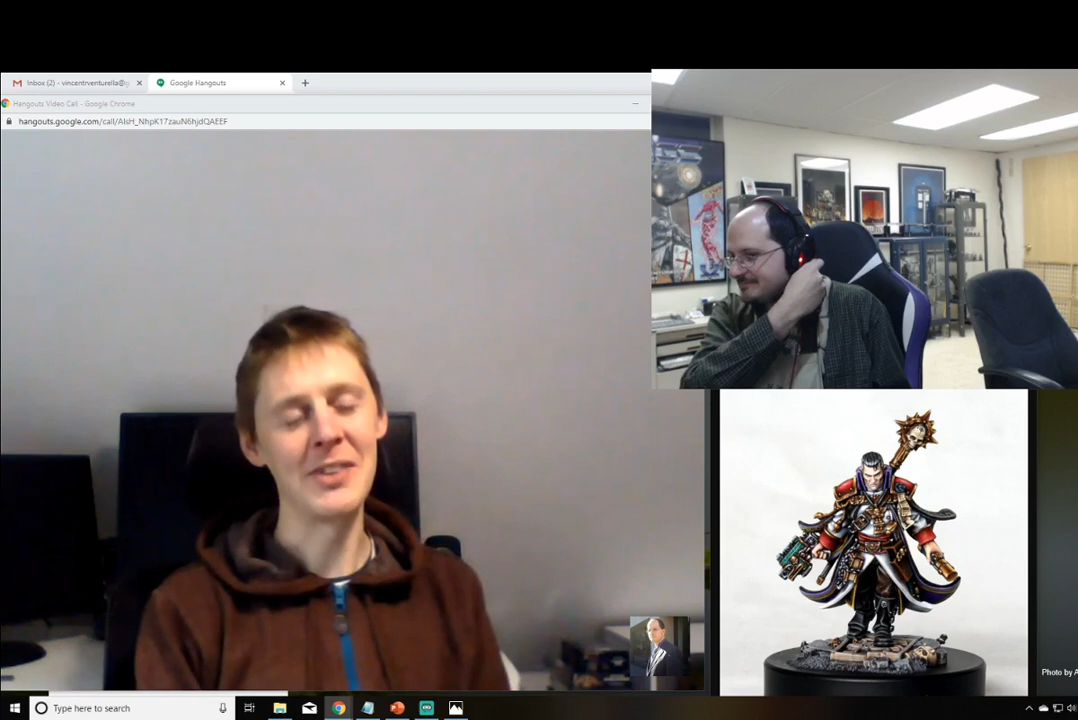 Inbox (2) - vincentrventurella@g
Google Hangouts
Hangouts Video Call - Google Chrome
hangouts.google.com/call/AIsH_NhpK17zauN6hjdQAEEF
Photo by A
Type here to search